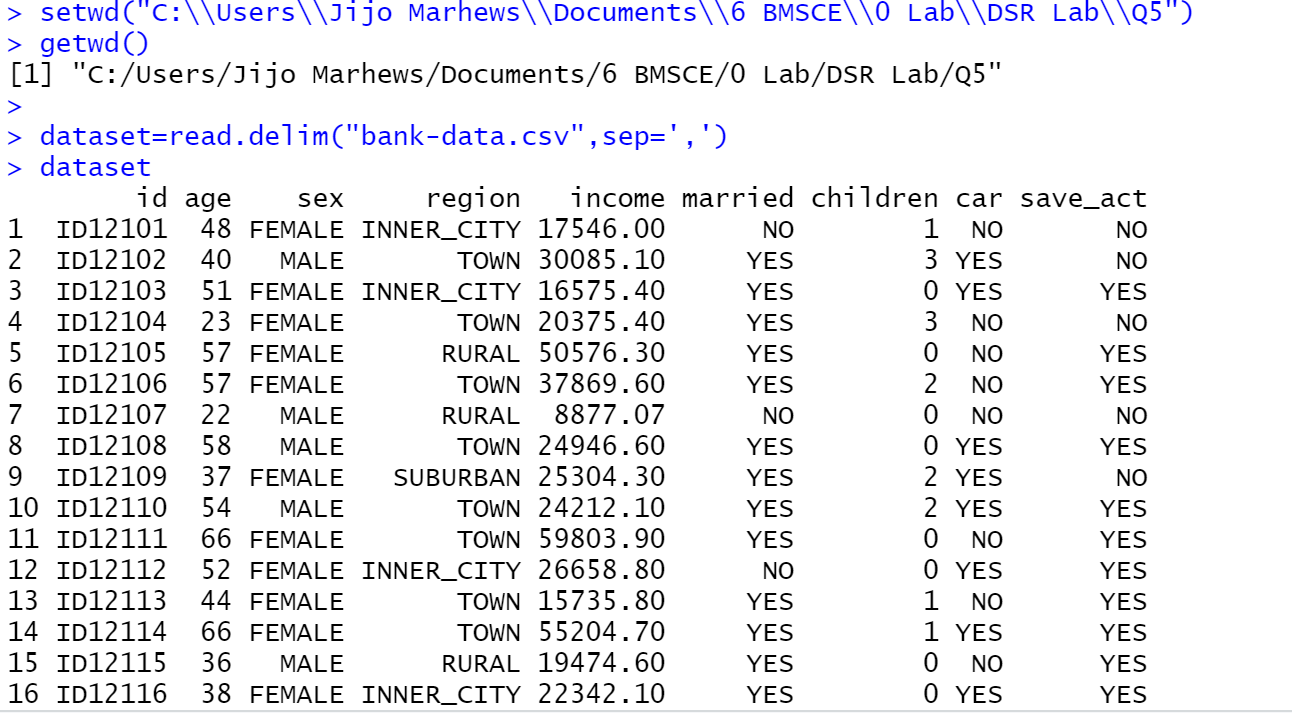 > setwd("C:\\Users\\Jijo Marhews\\Documents\\6 BMSCE\\0 Lab\\DSR Lab\\Q5")
> getwd()
[1] "C:/Users/Jijo Marhews/Documents/6 BMSCE/0 Lab/DSR Lab/Q5"
>
> dataset=read.delim("bank-data.csv",sep=',')
> dataset
id age sex region income married children car save_act
1 ID12101 48 FEMALE INNER_CITY 17546.00 NO 1 NO NO
2 ID12102 40 MALE TOWN 30085.10 YES 3 YES NO
3 ID12103 51 FEMALE INNER_CITY 16575.40 YES 0 YES YES
4 ID12104 23 FEMALE TOWN 20375.40 YES 3 NO NO
5 ID12105 57 FEMALE RURAL 50576.30 YES 0 NO YES
6 ID12106 57 FEMALE TOWN 37869.60 YES 2 NO YES
7 ID12107 22 MALE RURAL 8877.07 NO 0 NO NO
8 ID12108 58 MALE TOWN 24946.60 YES 0 YES YES
9 ID12109 37 FEMALE SUBURBAN 25304.30 YES 2 YES NO
10 ID12110 54 MALE TOWN 24212.10 YES 2 YES YES
11 ID12111 66 FEMALE TOWN 59803.90 YES 0 NO YES
12 ID12112 52 FEMALE INNER_CITY 26658.80 NO 0 YES YES
13 ID12113 44 FEMALE TOWN 15735.80 YES 1 NO YES
14 ID12114 66 FEMALE TOWN 55204.70 YES 1 YES YES
15 ID12115 36 MALE RURAL 19474.60 YES 0 NO YES
16 ID12116 38 FEMALE INNER_CITY 22342.10 YES 0 YES YES